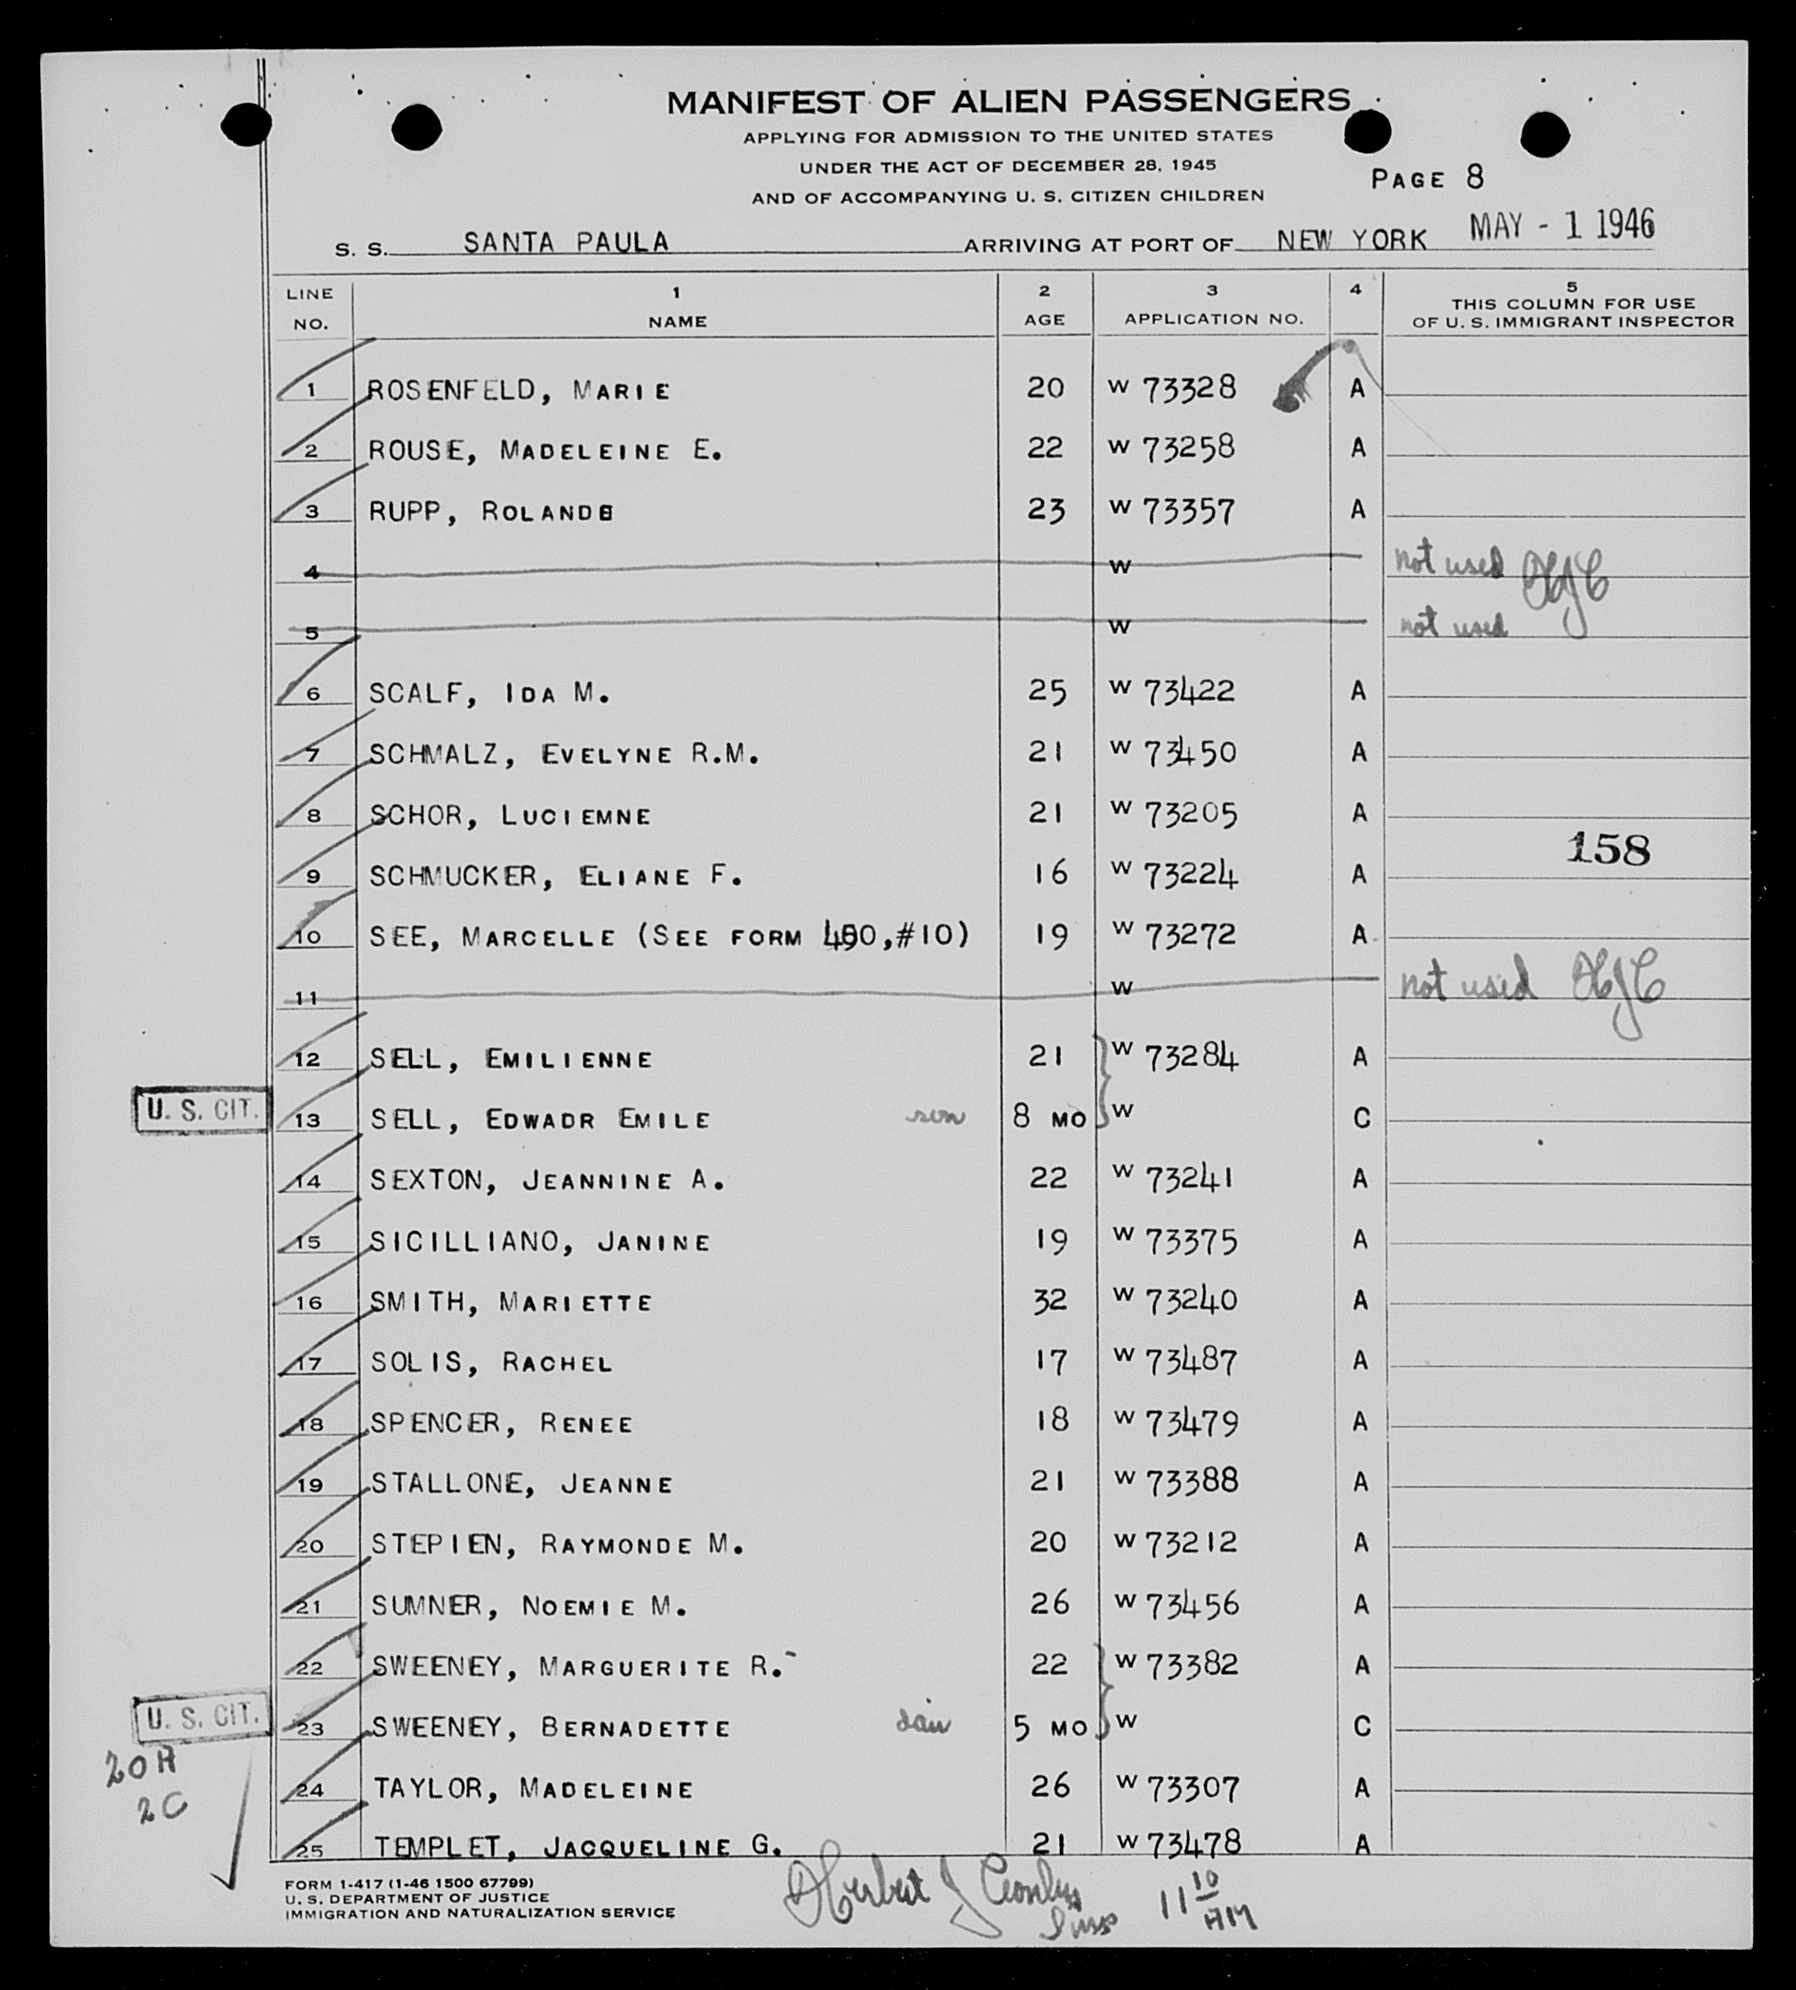 MANIFEST OF ALIEN PASSENGERS
APPLYING FOR ADMISSION TO THE UNITED STATES
UNDER THE ACT OF DECEMBER 28, 1945
AND OF ACCOMPANYING U. S. CITIZEN CHILDREN
PAGE 8
S. S. SANTA PAULA ARRIVING AT PORT OF NEW YORK MAY - 1 1946
LINE NO. 1 NAME 2 AGE 3 APPLICATION NO. 4 5 THIS COLUMN FOR USE OF U. S. IMMIGRANT INSPECTOR
1 ROSENFELD, MARIE 20 W 73328 A
2 ROUSE, MADELEINE E. 22 W 73258 A
3 RUPP, ROLANDE 23 W 73357 A
4 W not used HJC
5 W not used
6 SCALF, IDA M. 25 W 73422 A
7 SCHMALZ, EVELYNE R.M. 21 W 73450 A
8 SCHOR, LUCIEMNE 21 W 73205 A
158
9 SCHMUCKER, ELIANE F. 16 W 73224 A
10 SEE, MARCELLE (SEE FORM #10) 19 W 73272 A
11 W not used HJC
12 SELL, EMILIENNE 21 W 73284 A
U. S. CIT. 13 SELL, EDWADR EMILE son 8 MO W C
14 SEXTON, JEANNINE A. 22 W 73241 A
15 SICILLIANO, JANINE 19 W 73375 A
16 SMITH, MARIETTE 32 W 73240 A
17 SOLIS, RACHEL 17 W 73487 A
18 SPENCER, RENEE 18 W 73479 A
19 STALLONE, JEANNE 21 W 73388 A
20 STEPIEN, RAYMONDE M. 20 W 73212 A
21 SUMNER, NOEMIE M. 26 W 73456 A
22 SWEENEY, MARGUERITE R.- 22 W 73382 A
U. S. CIT. 23 SWEENEY, BERNADETTE dau 5 MO W C
20A
24 TAYLOR, MADELEINE 26 W 73307 A
2C
25 TEMPLET, JACQUELINE G. 21 W 73478 A
FORM 1-417 (1-46 1500 67799)
U. S. DEPARTMENT OF JUSTICE
IMMIGRATION AND NATURALIZATION SERVICE
Herbert J
11 10 AM